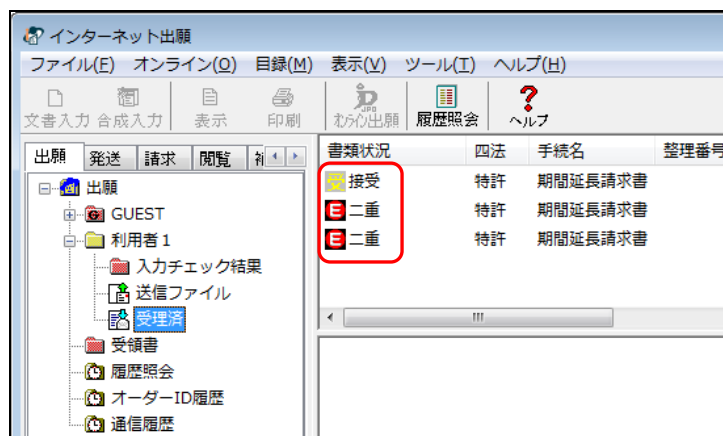 インターネット出願
ファイル(F) オンライン(O) 目録(M) 表示(V) ツール(T) ヘルプ(H)
文書入力 合成入力 表示 印刷 オンライン出願 履歴照会 ヘルプ
出願 発送 請求 閲覧
書類状況 四法 手続名 整理番号
受 接受 特許 期間延長請求書
E 二重 特許 期間延長請求書
E 二重 特許 期間延長請求書
出願
GUEST
利用者1
入力チェック結果
送信ファイル
受理済
受領書
履歴照会
オーダーID履歴
通信履歴